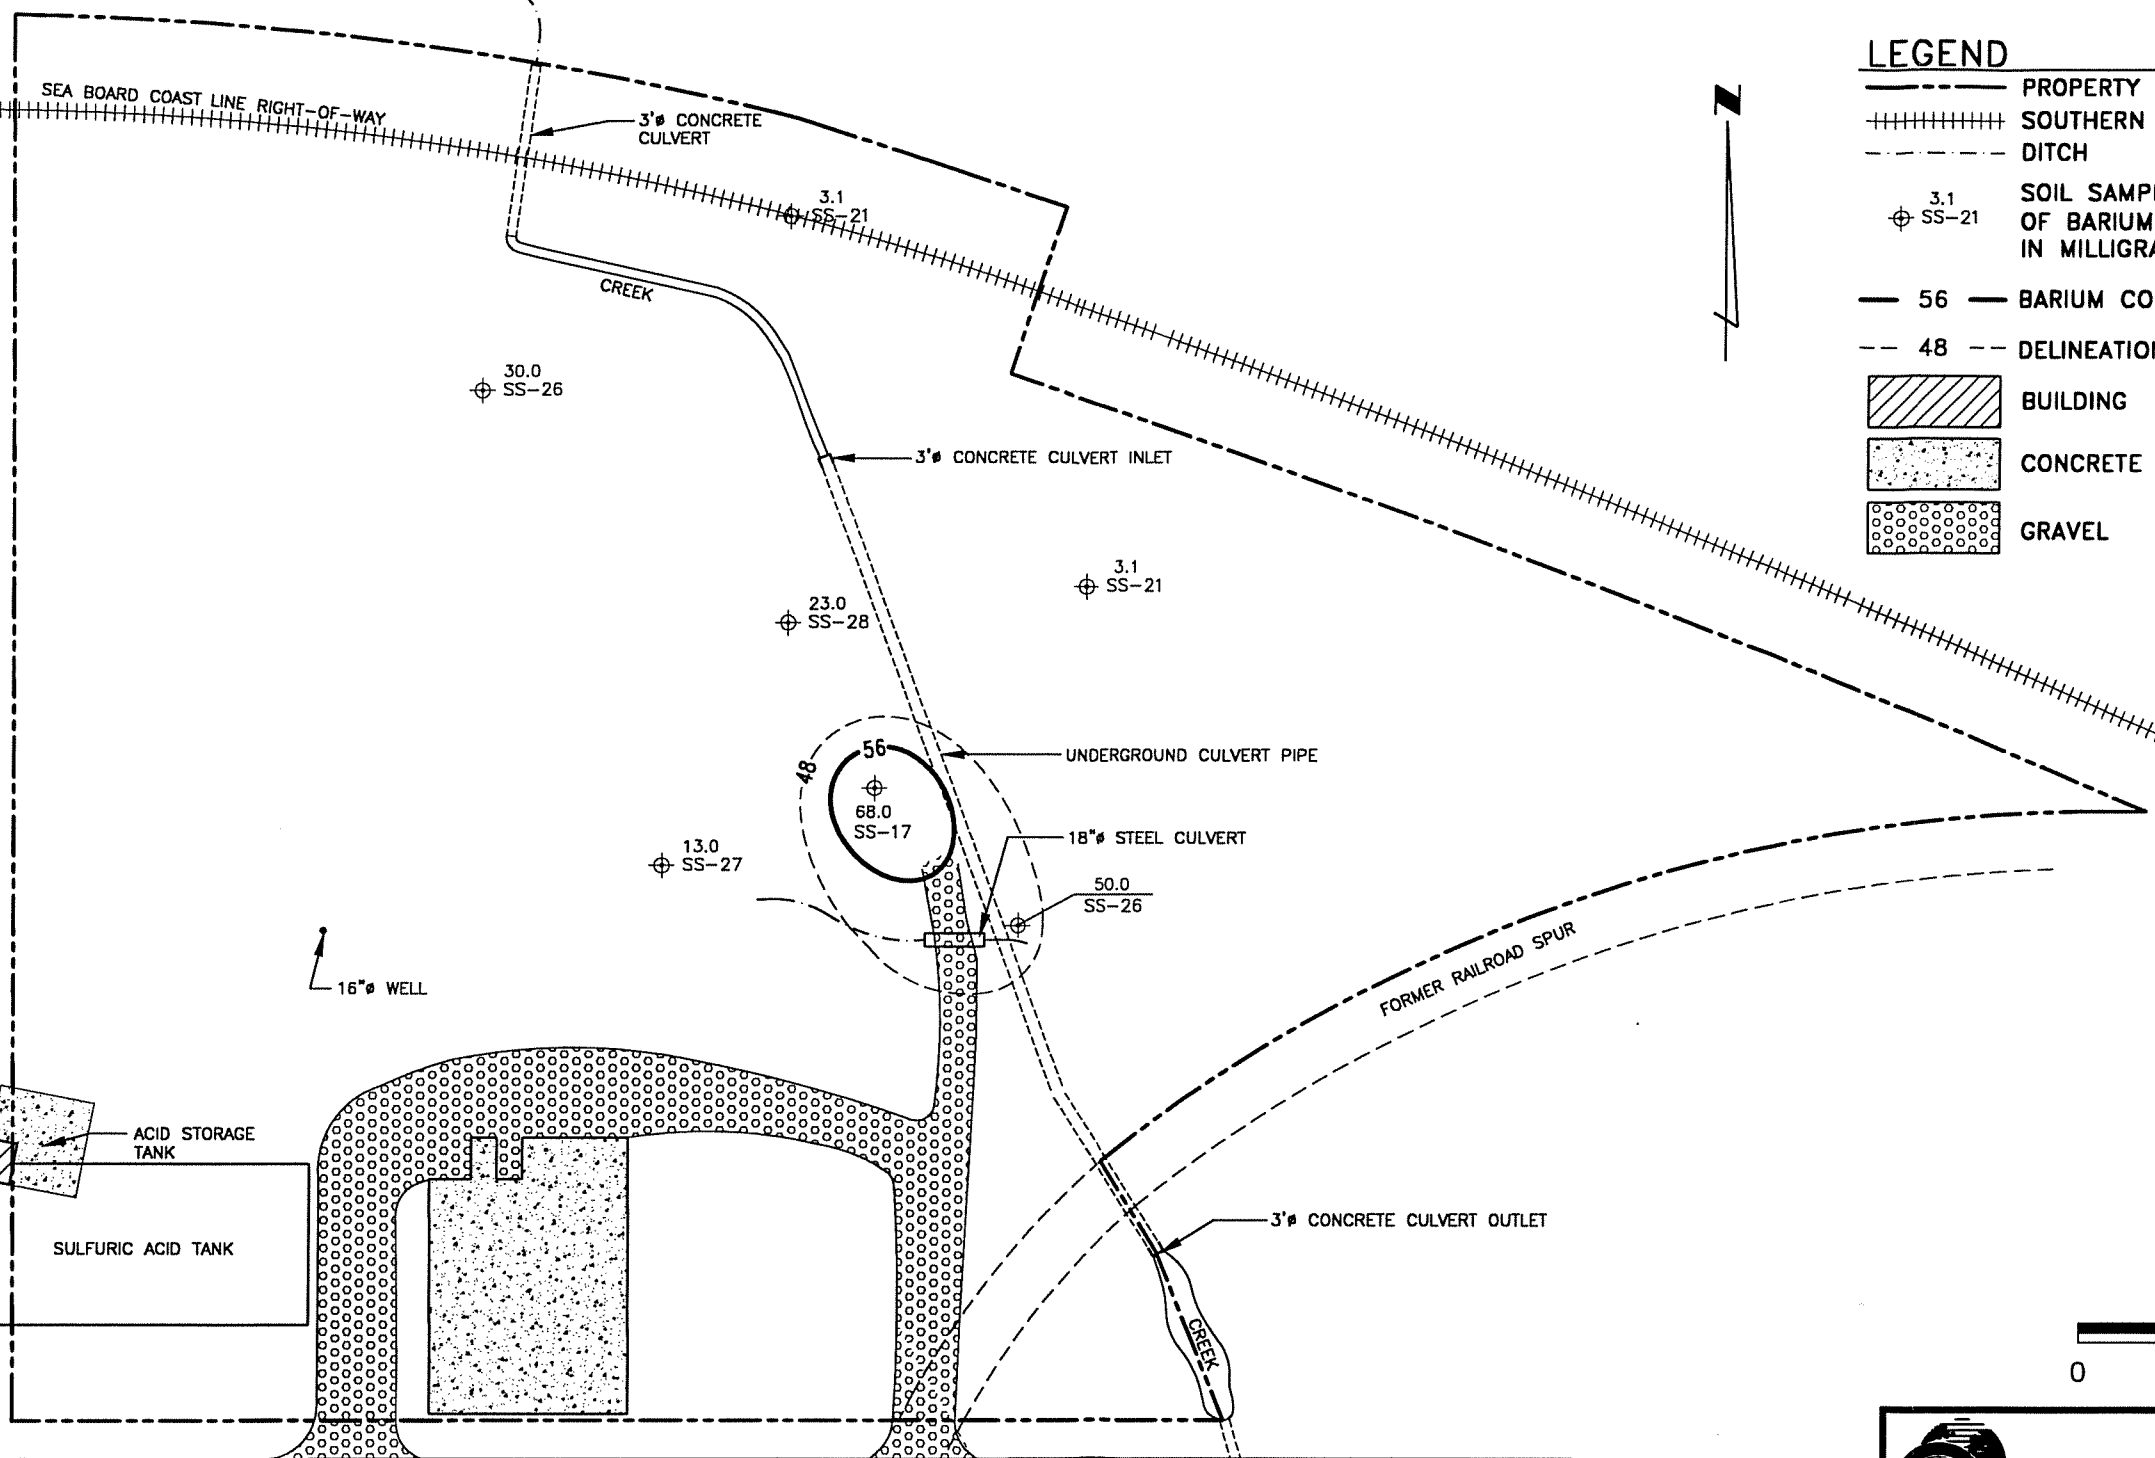 SEA BOARD COAST LINE RIGHT-OF-WAY
3'ø CONCRETE
CULVERT
3.1
SS-21
CREEK
30.0
SS-26
3'ø CONCRETE CULVERT INLET
3.1
SS-21
23.0
SS-28
56
48
68.0
SS-17
UNDERGROUND CULVERT PIPE
18"ø STEEL CULVERT
13.0
SS-27
50.0
SS-26
16"ø WELL
FORMER RAILROAD SPUR
ACID STORAGE
TANK
SULFURIC ACID TANK
3'ø CONCRETE CULVERT OUTLET
CREEK
N
LEGEND
PROPERTY
SOUTHERN
DITCH
3.1
SS-21
SOIL SAMP
OF BARIUM
IN MILLIGRA
56
BARIUM CO
48
DELINEATIO
BUILDING
CONCRETE
GRAVEL
0